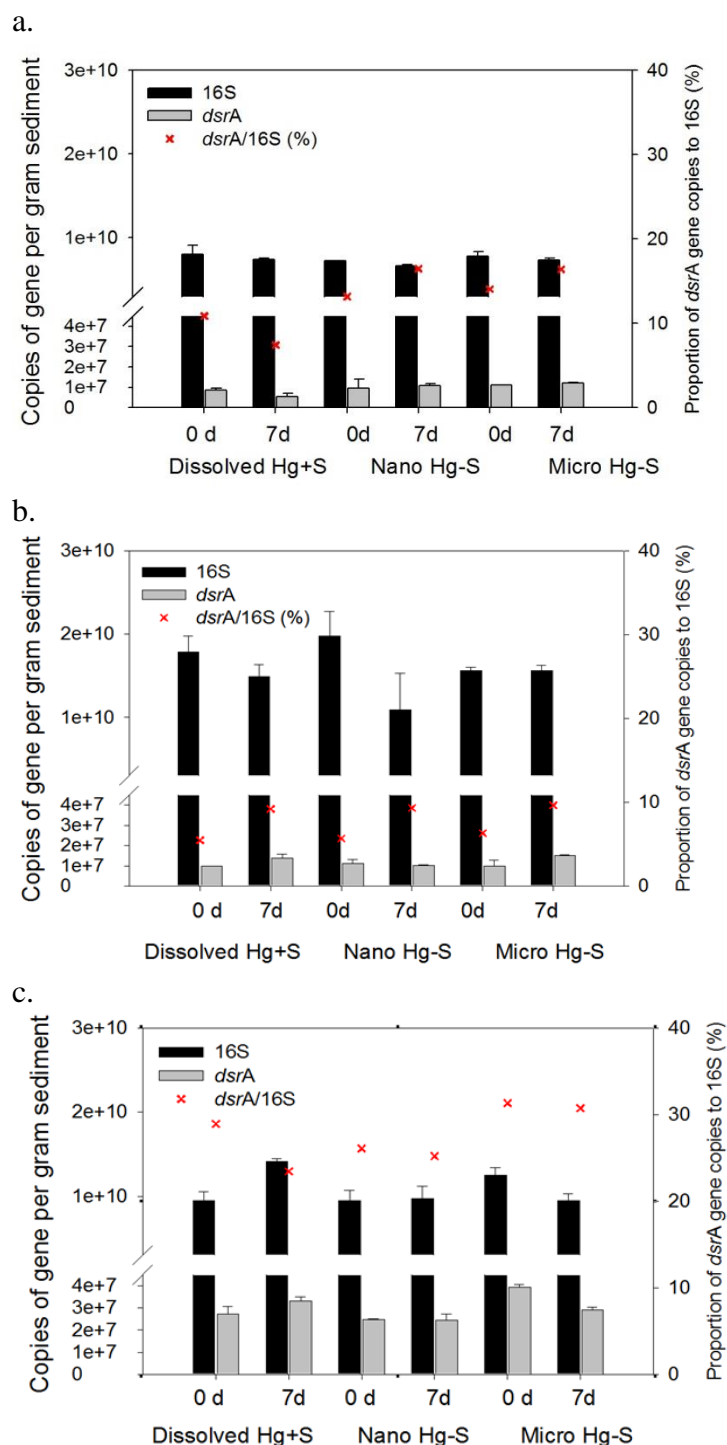 a.
3e+10
2e+10
1e+10
4e+7
3e+7
2e+7
1e+7
0
Copies of gene per gram sediment
16S
dsrA
dsrA/16S (%)
40
30
20
10
0
Proportion of dsrA gene copies to 16S (%)
0 d 7d 0d 7d 0d 7d
Dissolved Hg+S Nano Hg-S Micro Hg-S
b.
3e+10
2e+10
1e+10
4e+7
3e+7
2e+7
1e+7
0
Copies of gene per gram sediment
16S
dsrA
dsrA/16S (%)
40
30
20
10
0
Proportion of dsrA gene copies to 16S (%)
0 d 7d 0d 7d 0d 7d
Dissolved Hg+S Nano Hg-S Micro Hg-S
c.
3e+10
2e+10
1e+10
4e+7
3e+7
2e+7
1e+7
0
Copies of gene per gram sediment
16S
dsrA
dsrA/16S
40
30
20
10
0
Proportion of dsrA gene copies to 16S (%)
0 d 7d 0 d 7d 0 d 7d
Dissolved Hg+S Nano Hg-S Micro Hg-S